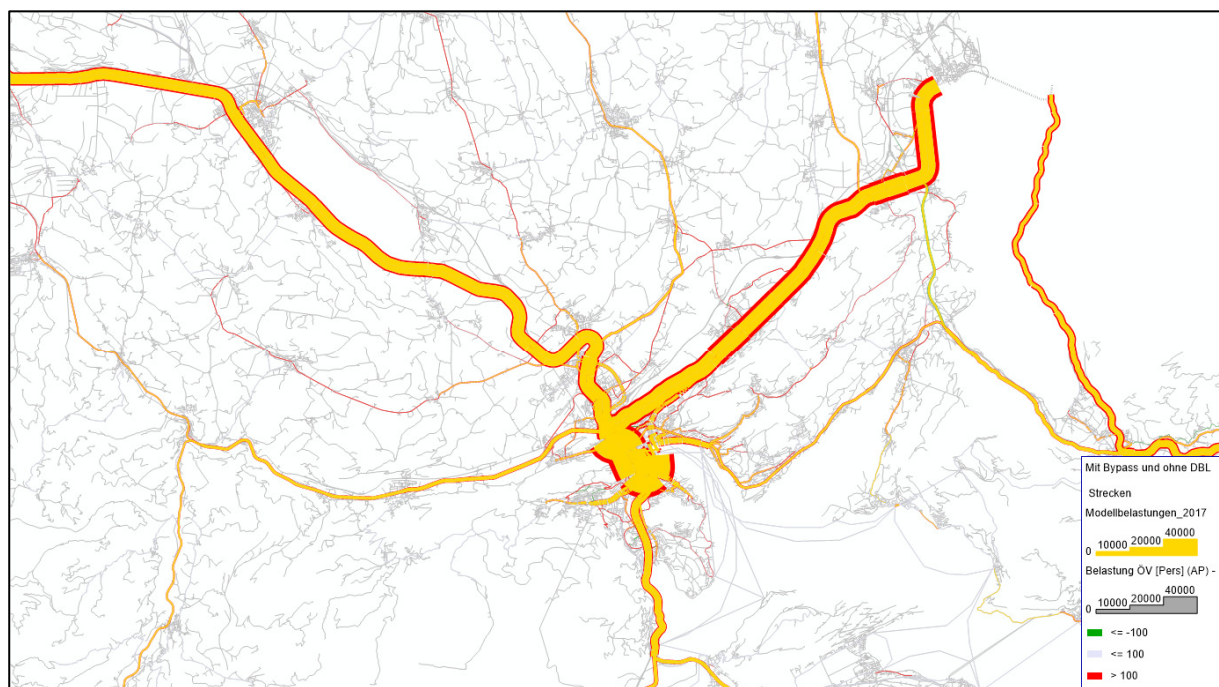 Mit Bypass und ohne DBL
Strecken
Modellbelastungen_2017
0 10000 20000 40000
Belastung ÖV [Pers] (AP) -
0 10000 20000 40000
<= -100
<= 100
> 100